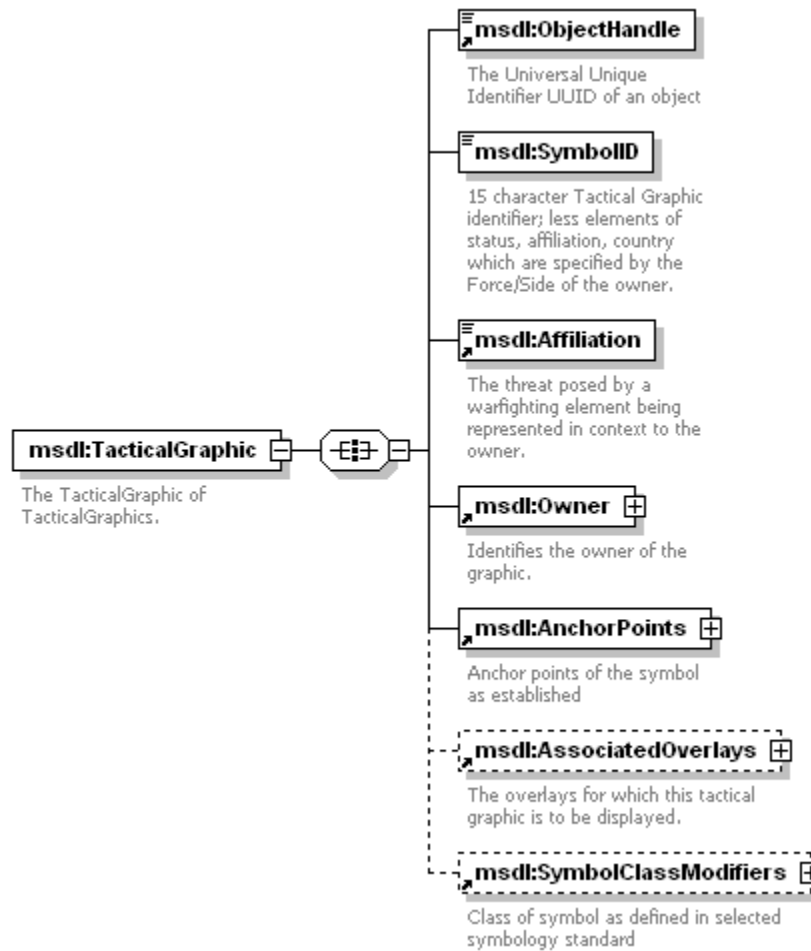 msdl:ObjectHandle
The Universal Unique
Identifier UUID of an object
msdl:SymbolID
15 character Tactical Graphic
identifier; less elements of
status, affiliation, country
which are specified by the
Force/Side of the owner.
msdl:Affiliation
The threat posed by a
warfighting element being
represented in context to the
owner.
msdl:TacticalGraphic
The TacticalGraphic of
TacticalGraphics.
msdl:Owner
Identifies the owner of the
graphic.
msdl:AnchorPoints
Anchor points of the symbol
as established
msdl:AssociatedOverlays
The overlays for which this tactical
graphic is to be displayed.
msdl:SymbolClassModifiers
Class of symbol as defined in selected
symbology standard